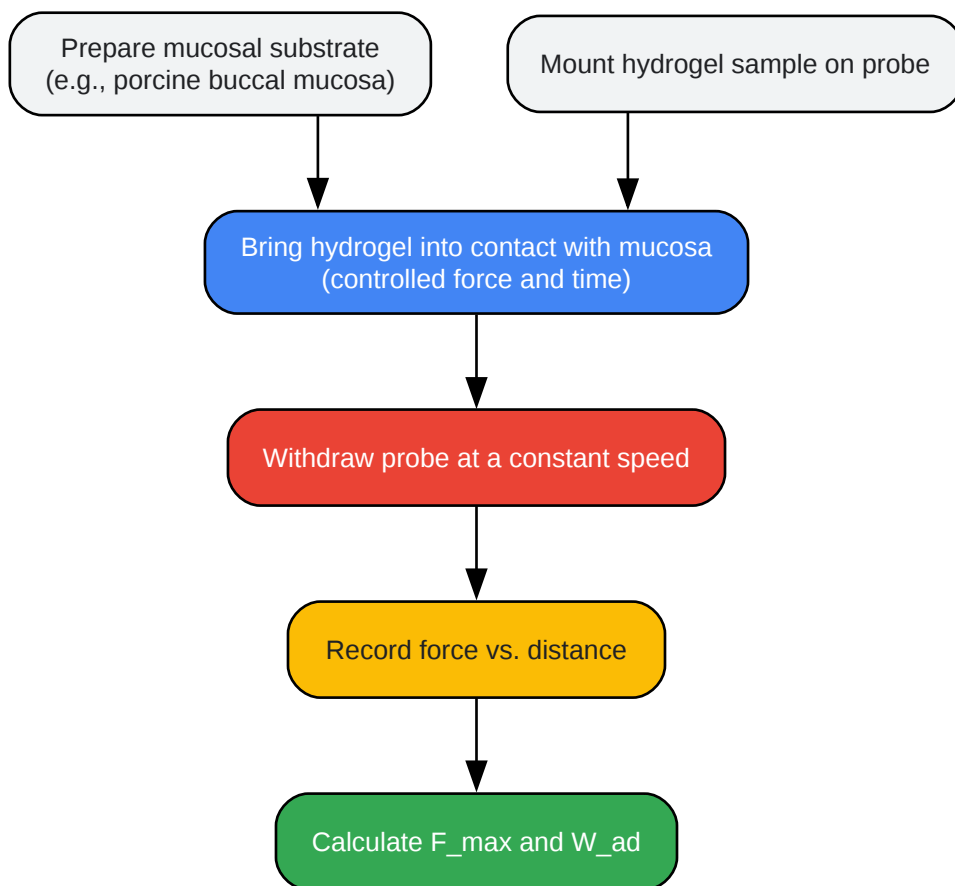 Prepare mucosal substrate
(e.g., porcine buccal mucosa)
Mount hydrogel sample on probe
Bring hydrogel into contact with mucosa
(controlled force and time)
Withdraw probe at a constant speed
Record force vs. distance
Calculate F_max and W_ad